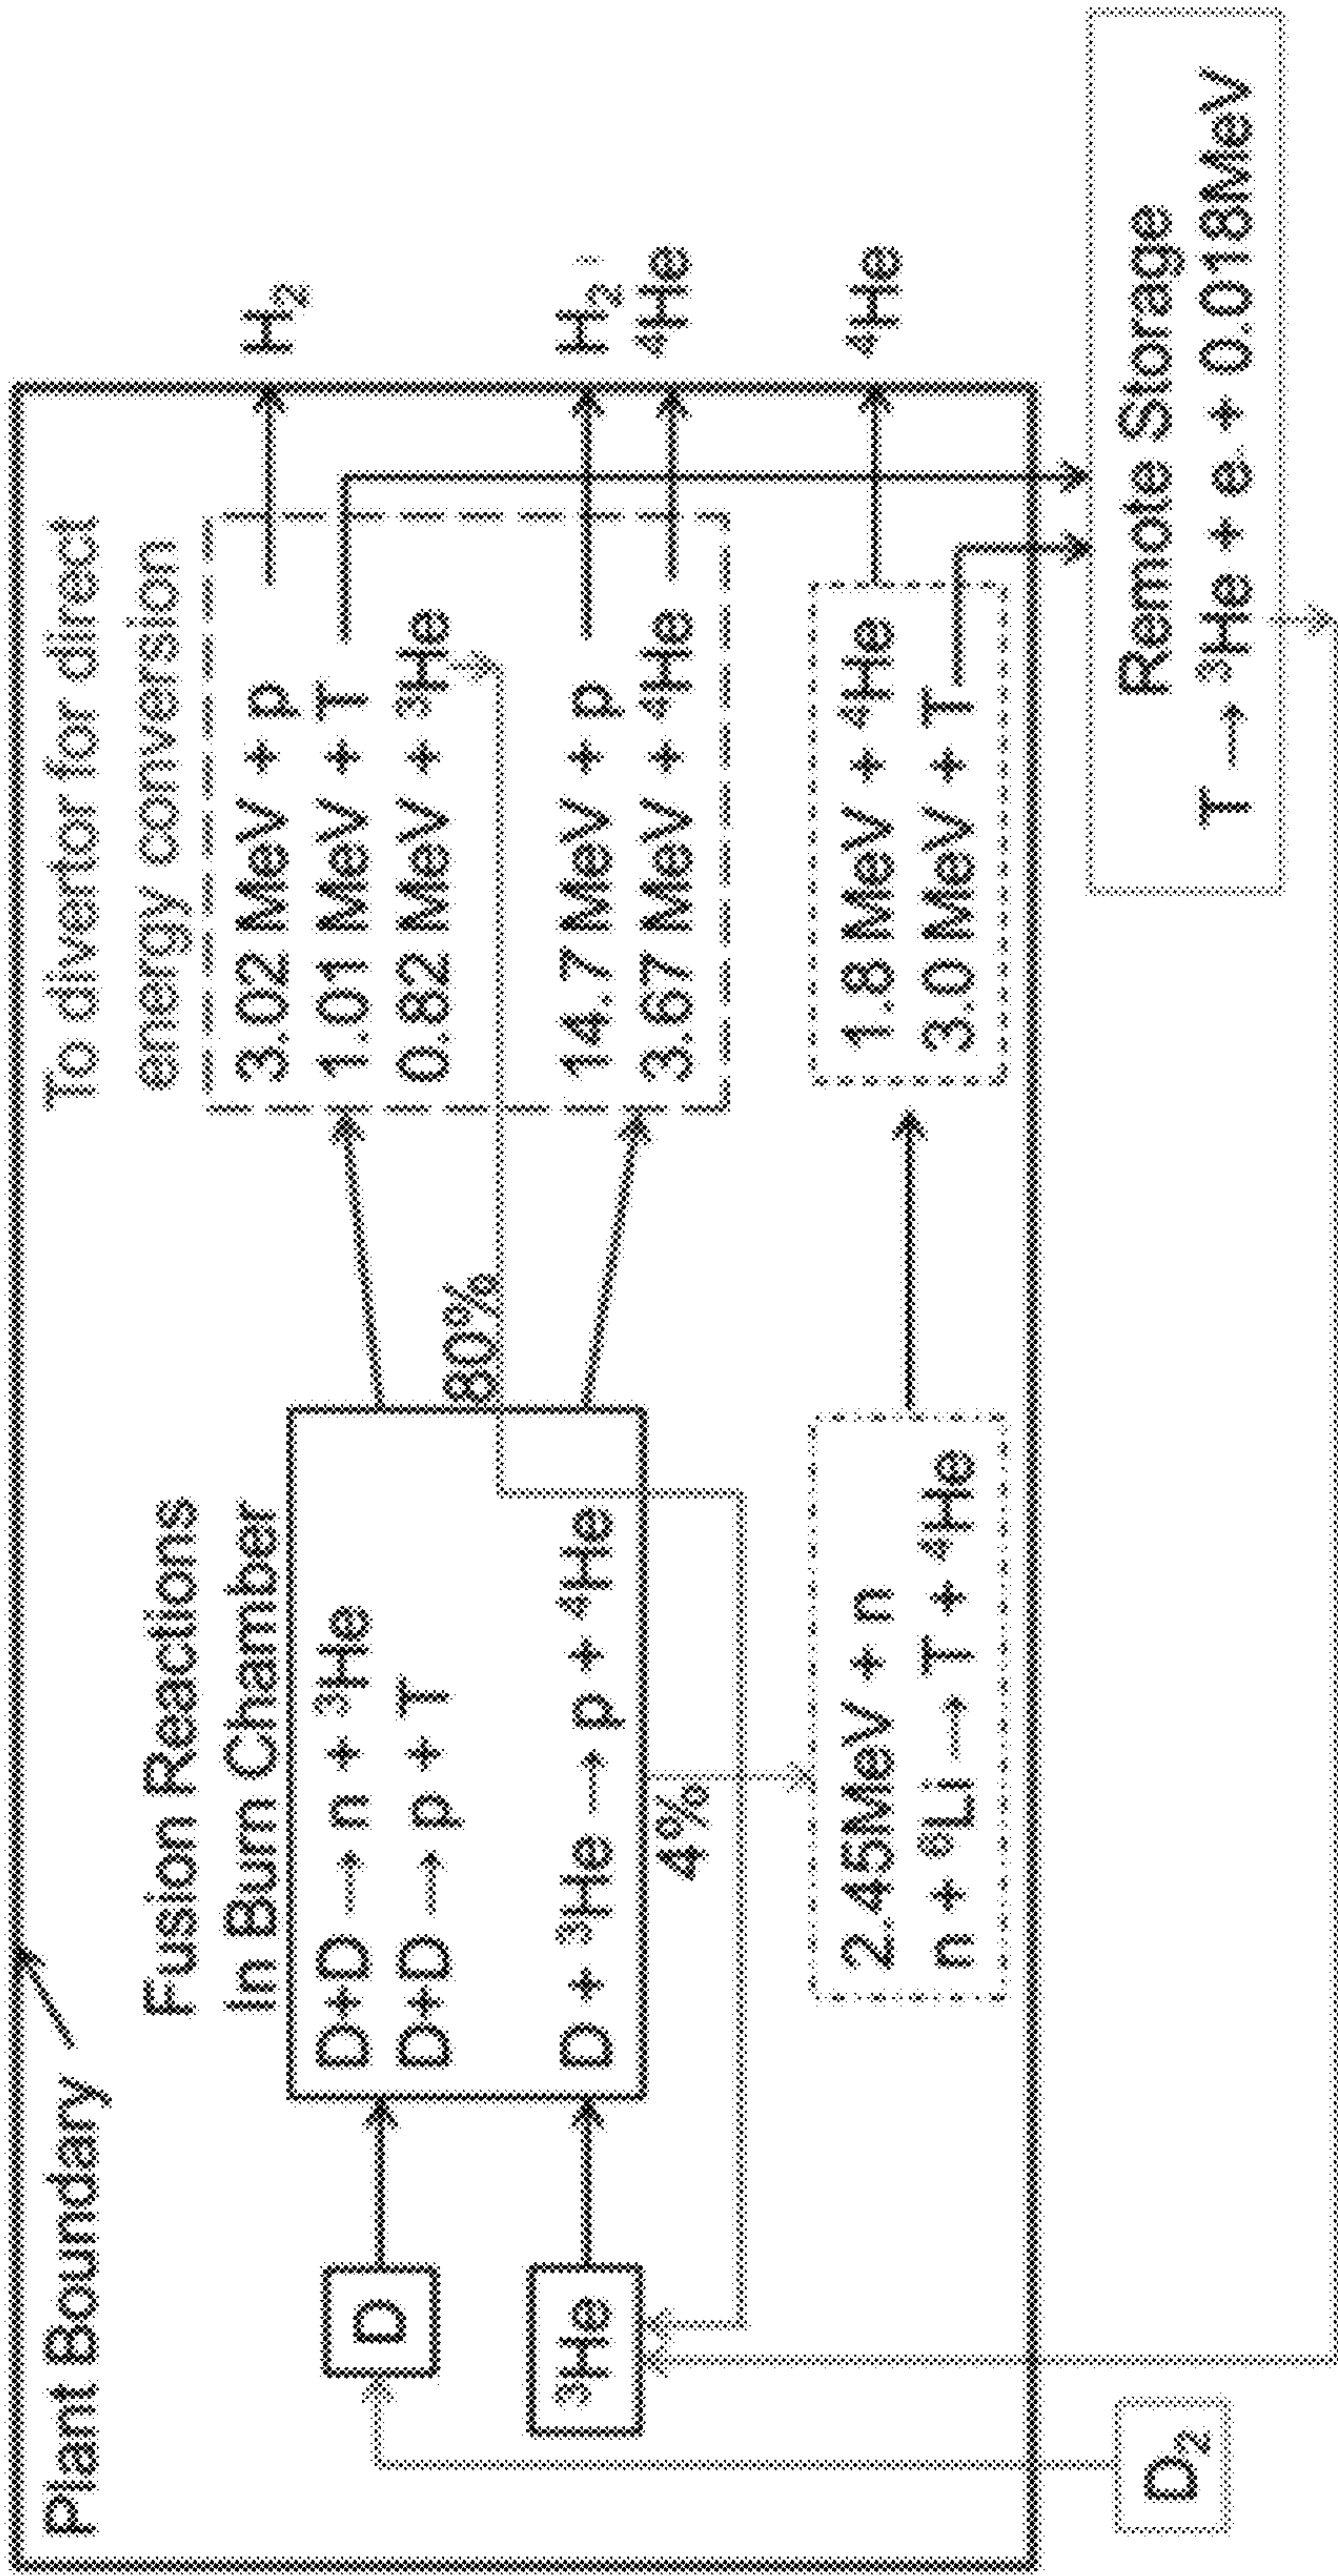 Plant Boundary
To divertor for direct
energy conversion
Fusion Reactions
In Burn Chamber
D
D+D → n + ³He
D+D → p + T
3.02 MeV + p
1.01 MeV + T
0.82 MeV + ³He
H₂
80%
³He
D + ³He → p + ⁴He
14.7 MeV + p
3.67 MeV + ⁴He
H₂,
⁴He
4%
2.45MeV + n
n + ⁶Li → T + ⁴He
1.8 MeV + ⁴He
3.0 MeV + T
⁴He
D₂
Remote Storage
T → ³He + e- + 0.018MeV